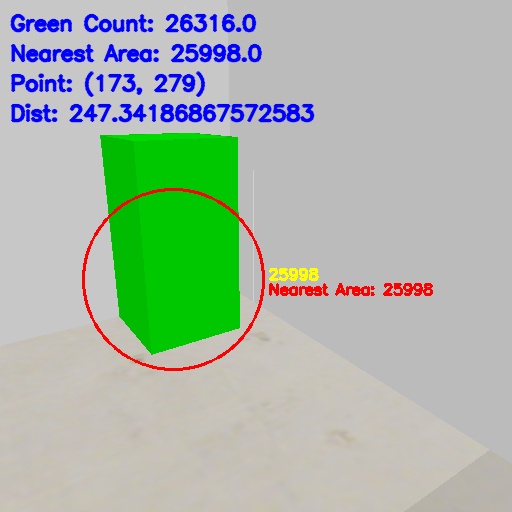 Green Count: 26316.0
Nearest Area: 25998.0
Point: (173, 279)
Dist: 247.34186867572583
25998
Nearest Area: 25998